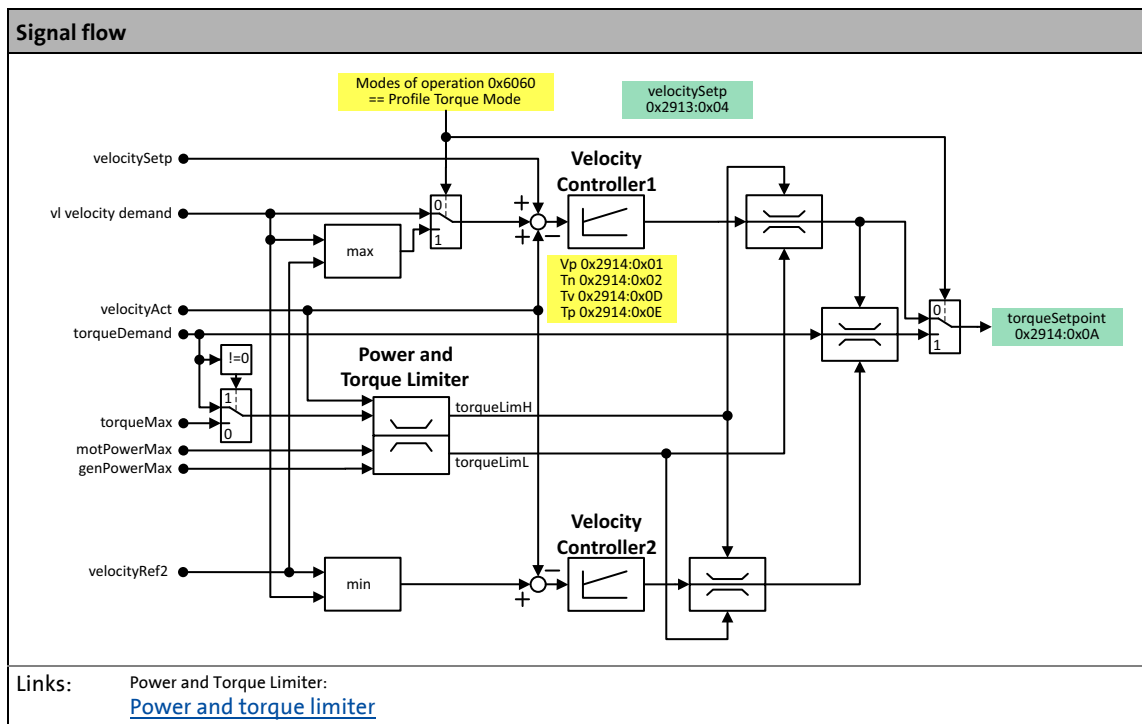 Signal flow
Modes of operation 0x6060
== Profile Torque Mode
velocitySetp
0x2913:0x04
velocitySetp
Velocity
Controller1
vl velocity demand
0
1
+
+
−
max
Vp 0x2914:0x01
Tn 0x2914:0x02
Tv 0x2914:0x0D
Tp 0x2914:0x0E
velocityAct
torqueDemand
0
1
torqueSetpoint
0x2914:0x0A
!=0
Power and
Torque Limiter
1
0
torqueLimH
torqueMax
motPowerMax
genPowerMax
torqueLimL
Velocity
Controller2
velocityRef2
min
−
+
Links:
Power and Torque Limiter:
Power and torque limiter